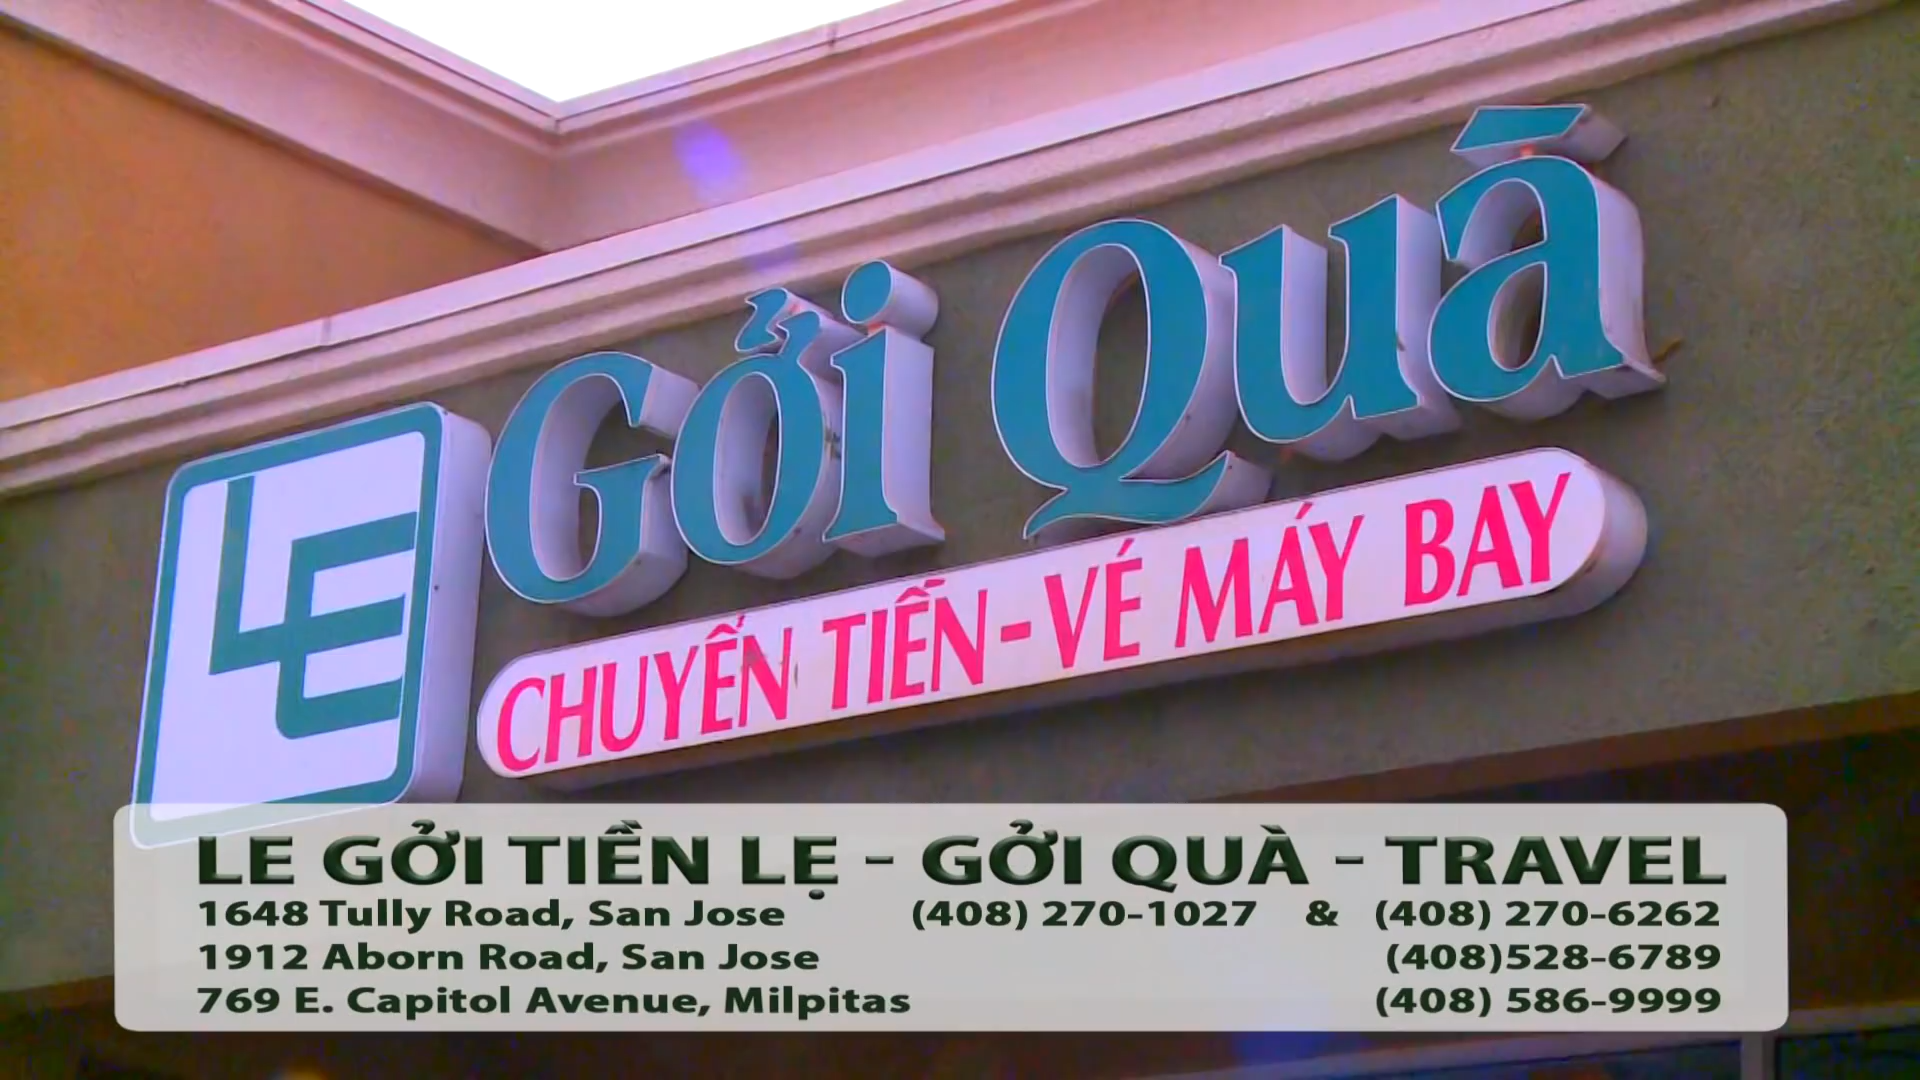 LE
Gởi Quà
CHUYỂN TIỀN - VÉ MÁY BAY
LE GỞI TIỀN LẸ - GỞI QUÀ - TRAVEL
1648 Tully Road, San Jose (408) 270-1027 & (408) 270-6262
1912 Aborn Road, San Jose (408)528-6789
769 E. Capitol Avenue, Milpitas (408) 586-9999